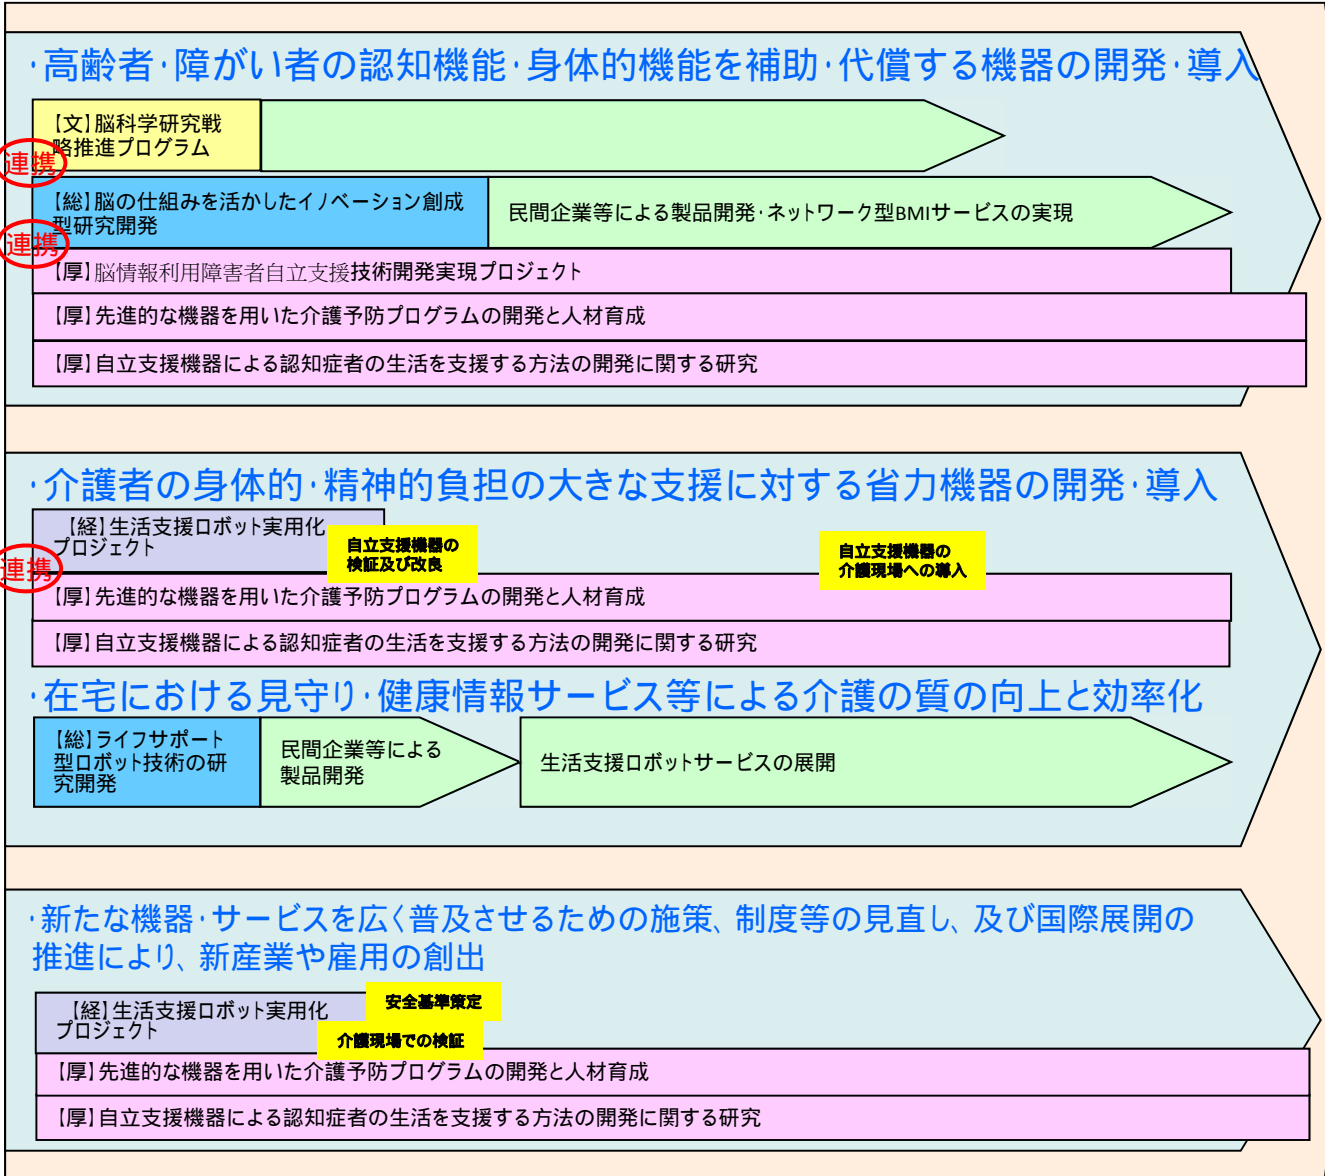 ・高齢者・障がい者の認知機能・身体的機能を補助・代償する機器の開発・導入
【文】脳科学研究戦
略推進プログラム
連携
【総】脳の仕組みを活かしたイノベーション創成
型研究開発
民間企業等による製品開発・ネットワーク型BMIサービスの実現
連携
【厚】脳情報利用障害者自立支援技術開発実現プロジェクト
【厚】先進的な機器を用いた介護予防プログラムの開発と人材育成
【厚】自立支援機器による認知症者の生活を支援する方法の開発に関する研究
・介護者の身体的・精神的負担の大きな支援に対する省力機器の開発・導入
【経】生活支援ロボット実用化
プロジェクト
自立支援機器の
検証及び改良
自立支援機器の
介護現場への導入
連携
【厚】先進的な機器を用いた介護予防プログラムの開発と人材育成
【厚】自立支援機器による認知症者の生活を支援する方法の開発に関する研究
・在宅における見守り・健康情報サービス等による介護の質の向上と効率化
【総】ライフサポート
型ロボット技術の研
究開発
民間企業等による
製品開発
生活支援ロボットサービスの展開
・新たな機器・サービスを広く普及させるための施策、制度等の見直し、及び国際展開の
推進により、新産業や雇用の創出
【経】生活支援ロボット実用化
プロジェクト
安全基準策定
介護現場での検証
【厚】先進的な機器を用いた介護予防プログラムの開発と人材育成
【厚】自立支援機器による認知症者の生活を支援する方法の開発に関する研究